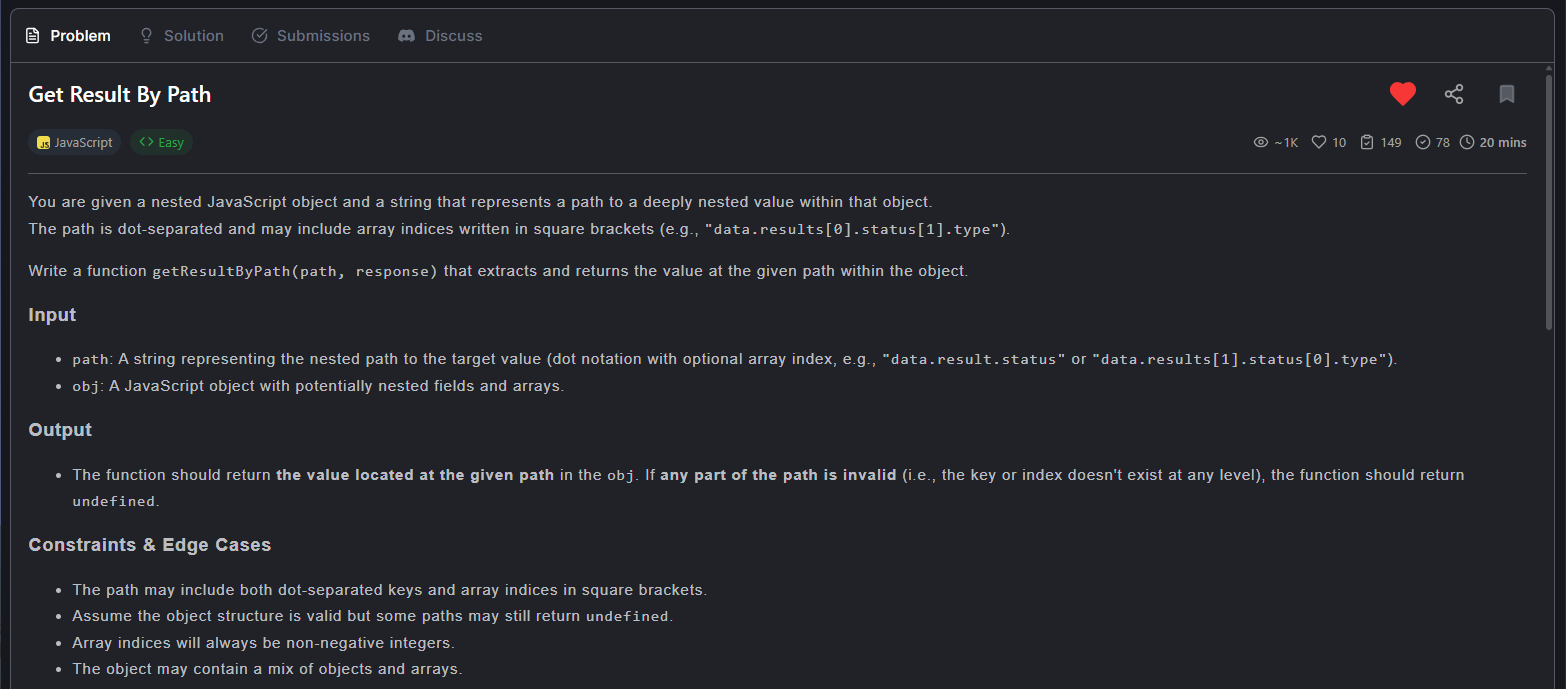 Problem Solution Submissions Discuss
Get Result By Path
JS JavaScript <> Easy ~1K 10 149 78 20 mins
You are given a nested JavaScript object and a string that represents a path to a deeply nested value within that object.
The path is dot-separated and may include array indices written in square brackets (e.g., "data.results[0].status[1].type").
Write a function getResultByPath(path, response) that extracts and returns the value at the given path within the object.
Input
• path: A string representing the nested path to the target value (dot notation with optional array index, e.g., "data.result.status" or "data.results[1].status[0].type").
• obj: A JavaScript object with potentially nested fields and arrays.
Output
• The function should return the value located at the given path in the obj. If any part of the path is invalid (i.e., the key or index doesn't exist at any level), the function should return
undefined.
Constraints & Edge Cases
• The path may include both dot-separated keys and array indices in square brackets.
• Assume the object structure is valid but some paths may still return undefined.
• Array indices will always be non-negative integers.
• The object may contain a mix of objects and arrays.